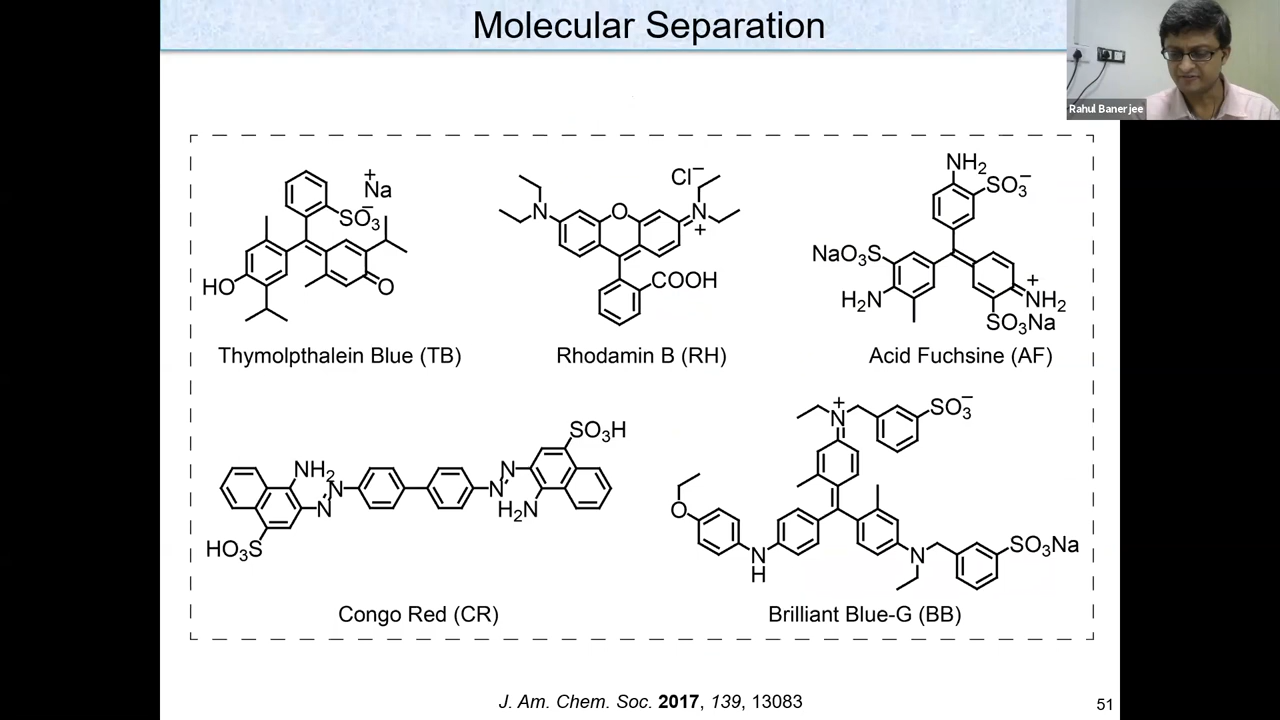 Molecular Separation
Rahul Banerjee
+
Na
SO3−
HO
O
Thymolpthalein Blue (TB)
Cl−
N
O
N
+
COOH
Rhodamin B (RH)
NH2
SO3−
NaO3S
H2N
+
NH2
SO3Na
Acid Fuchsine (AF)
SO3H
NH2
N
N
N
N
H2N
HO3S
Congo Red (CR)
+
N
SO3−
O
N
H
N
SO3Na
Brilliant Blue-G (BB)
J. Am. Chem. Soc. 2017, 139, 13083
51